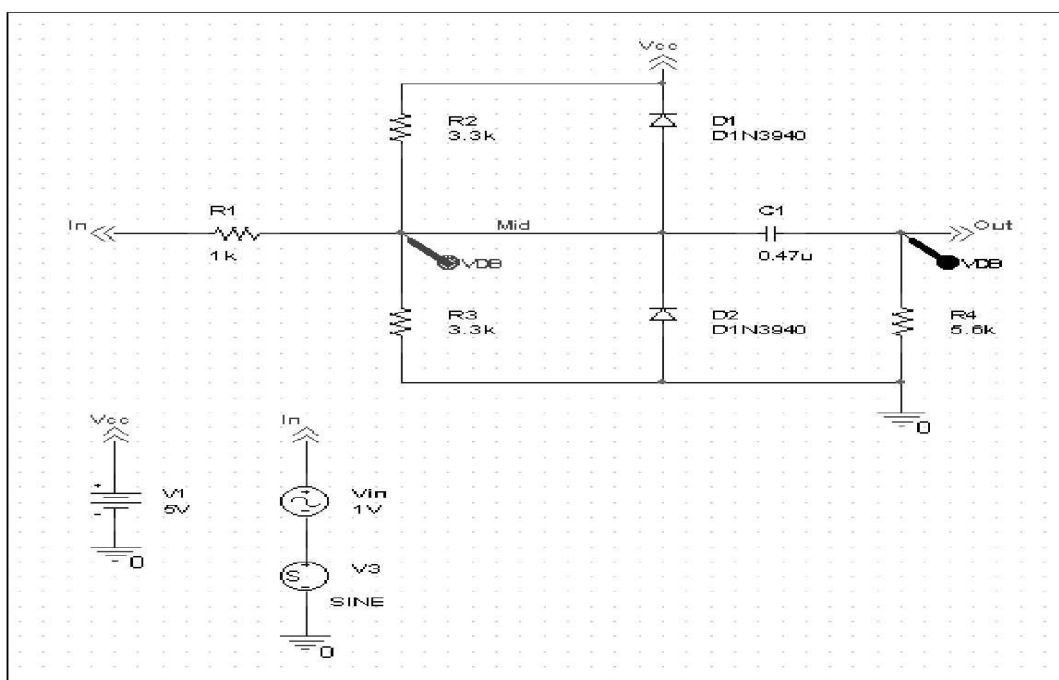 Vcc
R2
3.3k
D1
D1N3940
In
R1
1k
Mid
VDB
C1
0.47u
Out
VDB
R3
3.3k
D2
D1N3940
R4
5.6k
0
Vcc
V1
5V
0
In
Vin
1V
S
V3
SINE
0